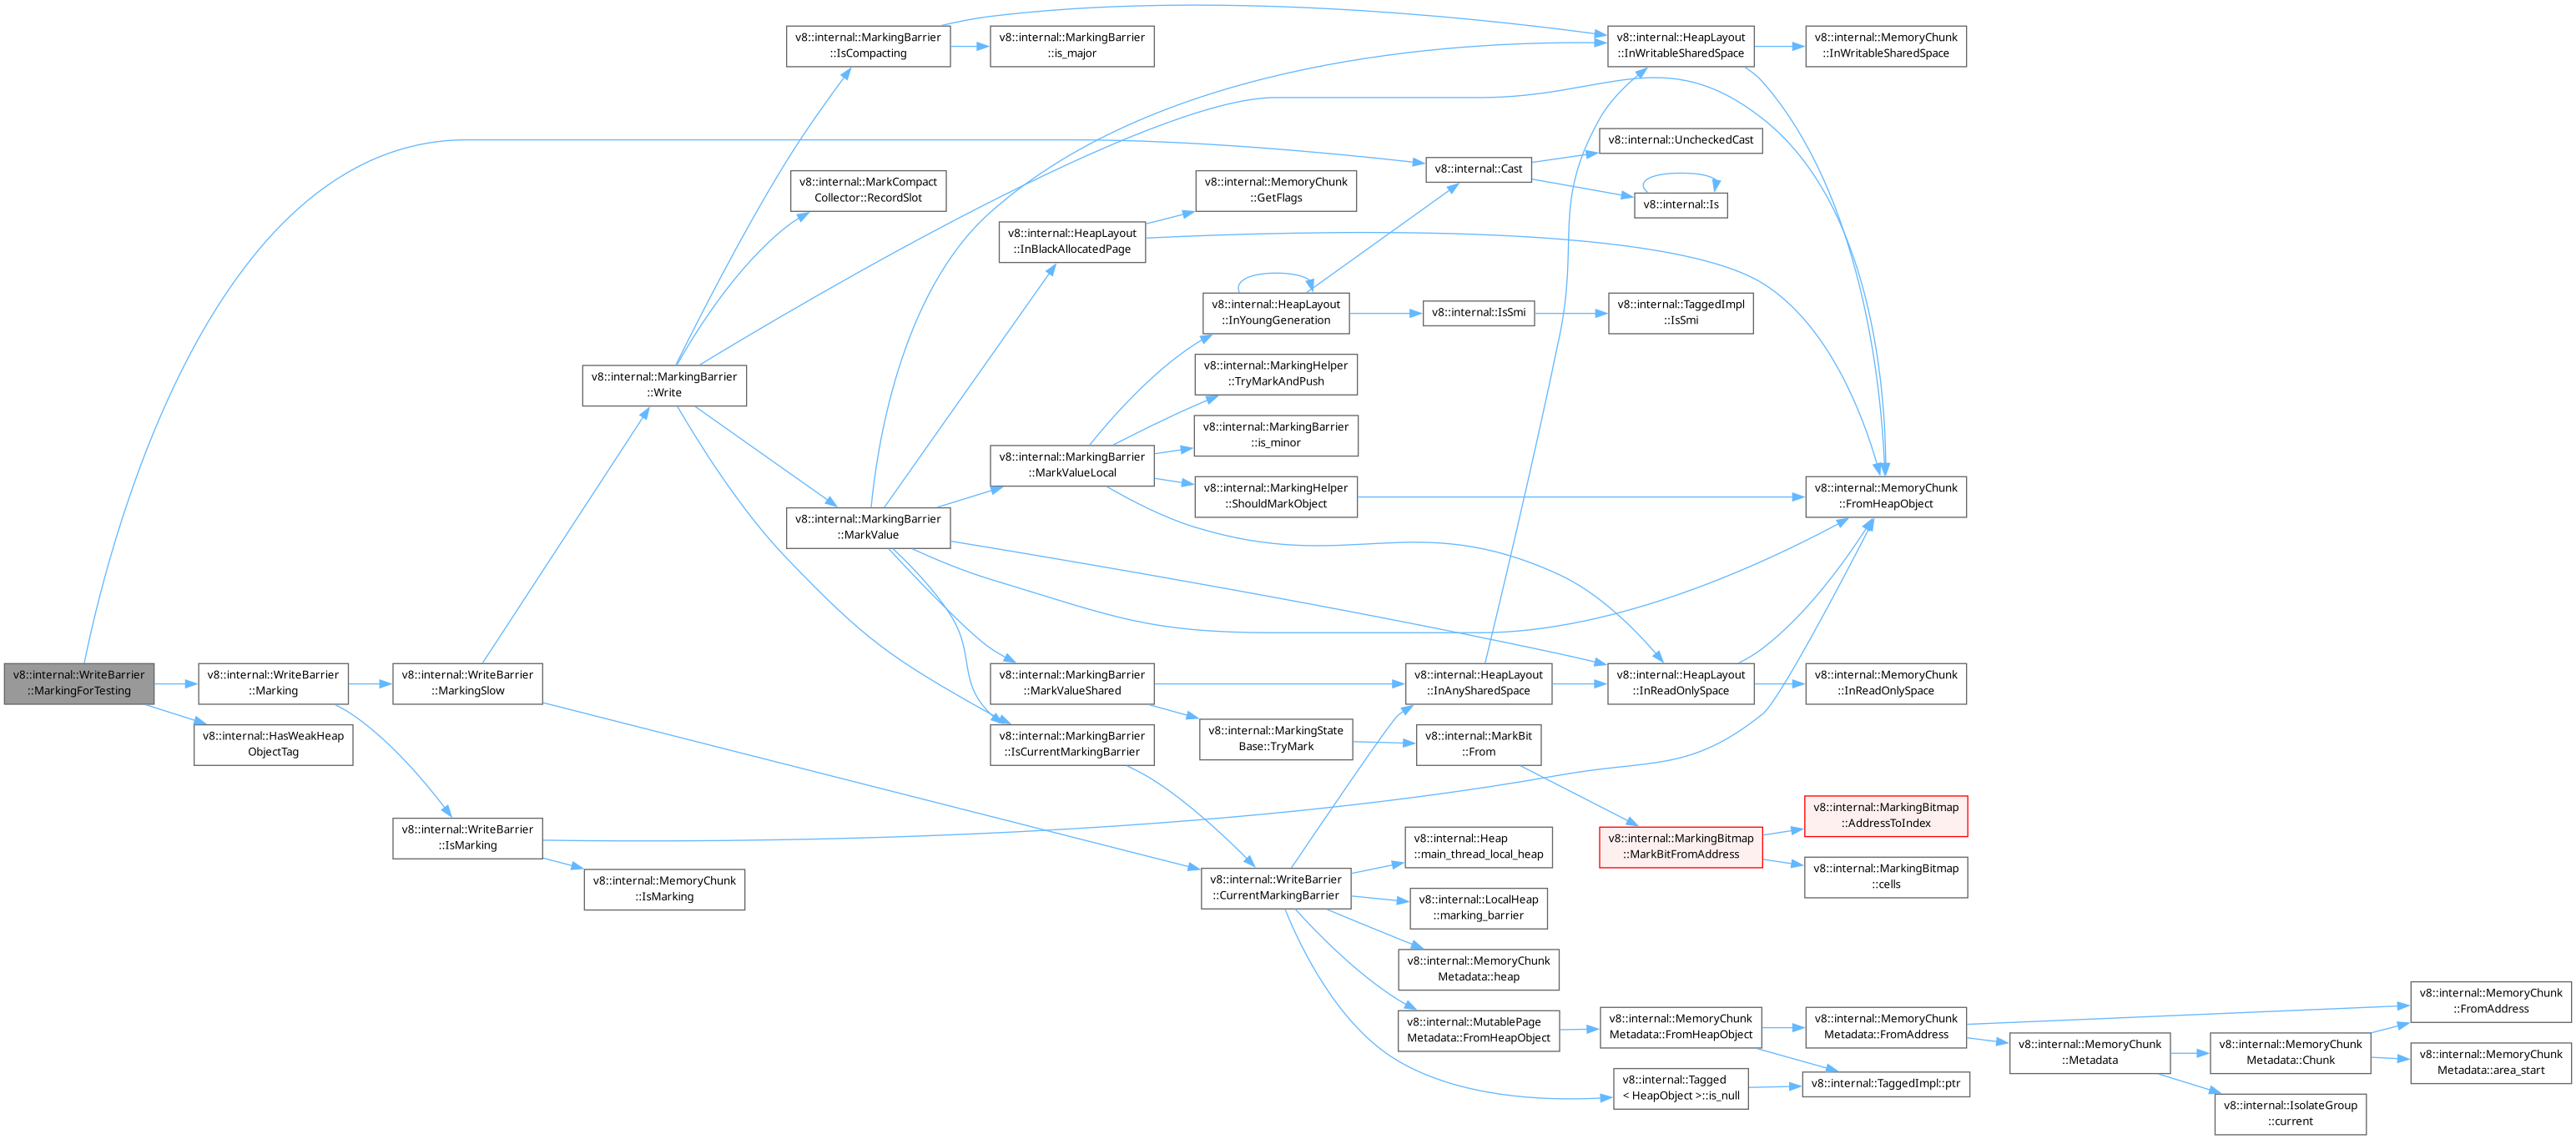 v8::internal::WriteBarrier
::MarkingForTesting
v8::internal::WriteBarrier
::Marking
v8::internal::HasWeakHeap
ObjectTag
v8::internal::WriteBarrier
::MarkingSlow
v8::internal::WriteBarrier
::IsMarking
v8::internal::MarkingBarrier
::Write
v8::internal::MemoryChunk
::IsMarking
v8::internal::MarkingBarrier
::IsCompacting
v8::internal::MarkCompact
Collector::RecordSlot
v8::internal::MarkingBarrier
::MarkValue
v8::internal::MarkingBarrier
::is_major
v8::internal::HeapLayout
::InBlackAllocatedPage
v8::internal::MarkingBarrier
::MarkValueLocal
v8::internal::MarkingBarrier
::MarkValueShared
v8::internal::MarkingBarrier
::IsCurrentMarkingBarrier
v8::internal::MemoryChunk
::GetFlags
v8::internal::HeapLayout
::InYoungGeneration
v8::internal::MarkingHelper
::TryMarkAndPush
v8::internal::MarkingBarrier
::is_minor
v8::internal::MarkingHelper
::ShouldMarkObject
v8::internal::MarkingState
Base::TryMark
v8::internal::WriteBarrier
::CurrentMarkingBarrier
v8::internal::Cast
v8::internal::IsSmi
v8::internal::HeapLayout
::InAnySharedSpace
v8::internal::MarkBit
::From
v8::internal::Heap
::main_thread_local_heap
v8::internal::LocalHeap
::marking_barrier
v8::internal::MemoryChunk
Metadata::heap
v8::internal::MutablePage
Metadata::FromHeapObject
v8::internal::HeapLayout
::InWritableSharedSpace
v8::internal::UncheckedCast
v8::internal::Is
v8::internal::TaggedImpl
::IsSmi
v8::internal::HeapLayout
::InReadOnlySpace
v8::internal::MarkingBitmap
::MarkBitFromAddress
v8::internal::MemoryChunk
Metadata::FromHeapObject
v8::internal::Tagged
< HeapObject >::is_null
v8::internal::MemoryChunk
::InWritableSharedSpace
v8::internal::MemoryChunk
::FromHeapObject
v8::internal::MemoryChunk
::InReadOnlySpace
v8::internal::MarkingBitmap
::AddressToIndex
v8::internal::MarkingBitmap
::cells
v8::internal::MemoryChunk
Metadata::FromAddress
v8::internal::TaggedImpl::ptr
v8::internal::MemoryChunk
::Metadata
v8::internal::MemoryChunk
Metadata::Chunk
v8::internal::IsolateGroup
::current
v8::internal::MemoryChunk
::FromAddress
v8::internal::MemoryChunk
Metadata::area_start